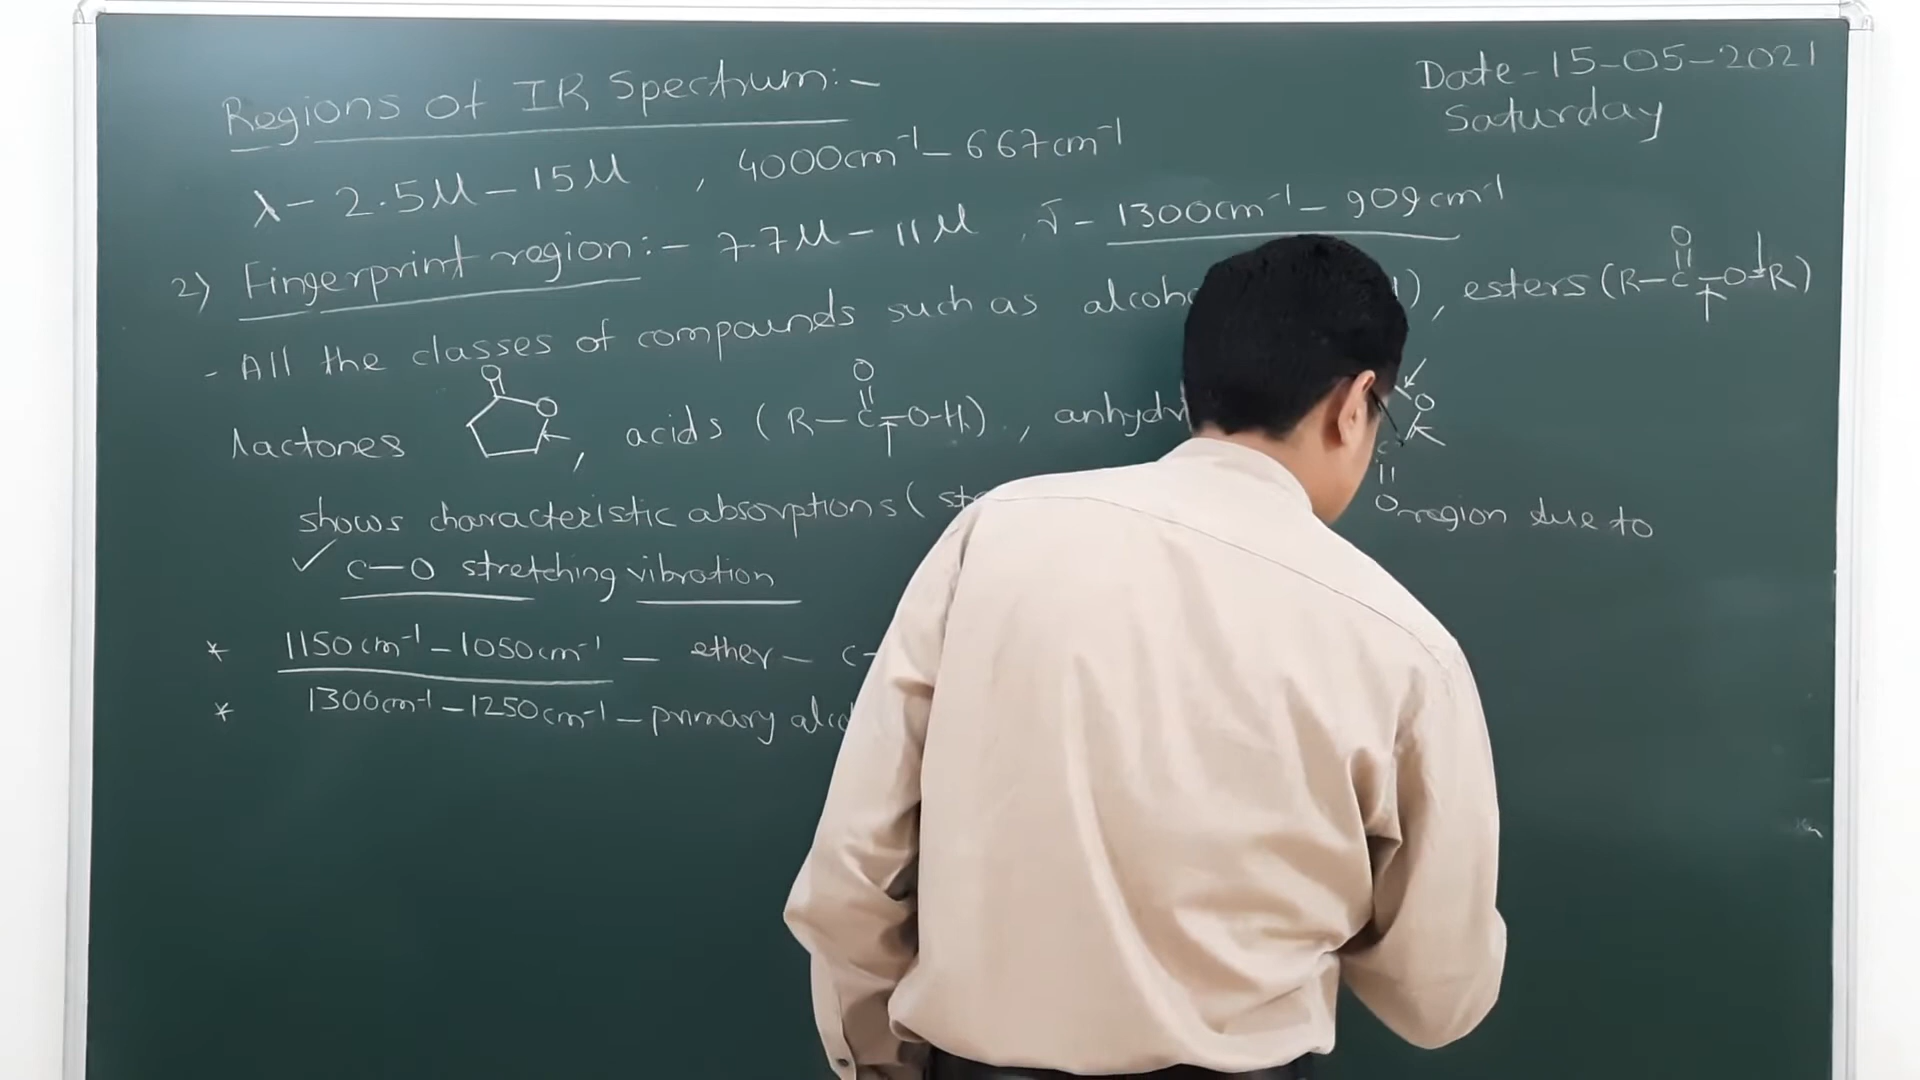 Regions of IR Spectrum:-
Date-15-05-2021
Saturday
λ- 2.5μ-15μ , 4000cm⁻¹-667cm⁻¹
2) Fingerprint region:- 7.7μ-11μ , ν̄- 1300cm⁻¹-909cm⁻¹
- All the classes of compounds such as ), esters (R-C-O-R)
O
||
lactones , acids (R-C-O-H),
O
O
O
||
O
shows characteristic absorptions( region due to
O
||
C
✓ C-O stretching vibration
* 1150cm⁻¹-1050cm⁻¹ - ether - C-
* 1300cm⁻¹-1250cm⁻¹ - primary